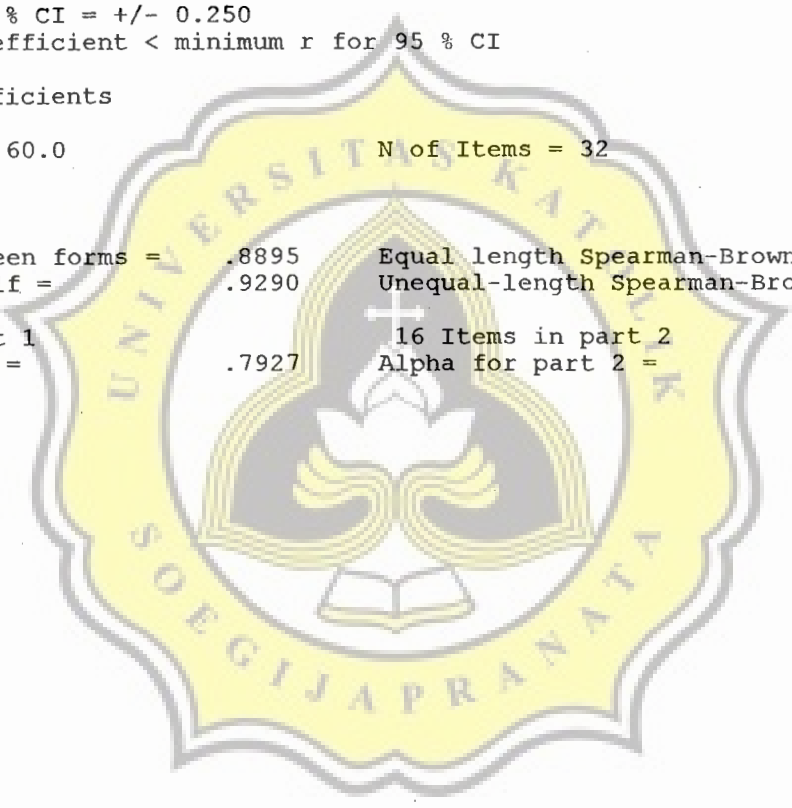 % CI = +/- 0.250
efficient < minimum r for 95 % CI
ficients
60.0 N of Items = 32
een forms = .8895 Equal length Spearman-Brown
lf = .9290 Unequal-length Spearman-Bro
t 1 16 Items in part 2
= .7927 Alpha for part 2 =
UNIVERSITAS KATOLIK
SOEGIJAPRANATA